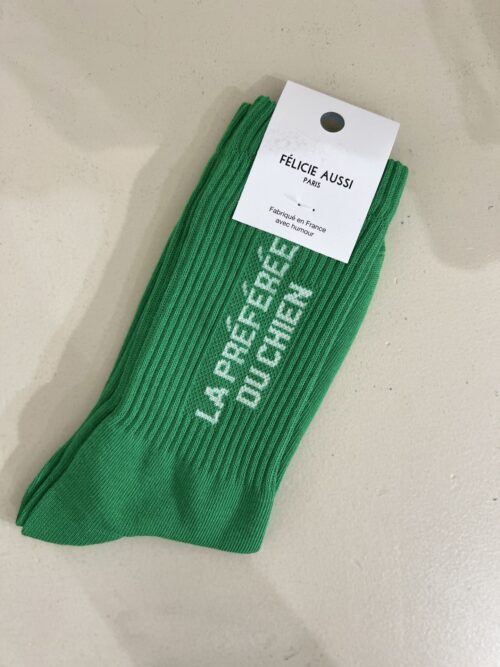 FÉLICIE AUSSI
PARIS
Fabriqué en France
avec humour
LA PRÉFÉRÉE
DU CHIEN